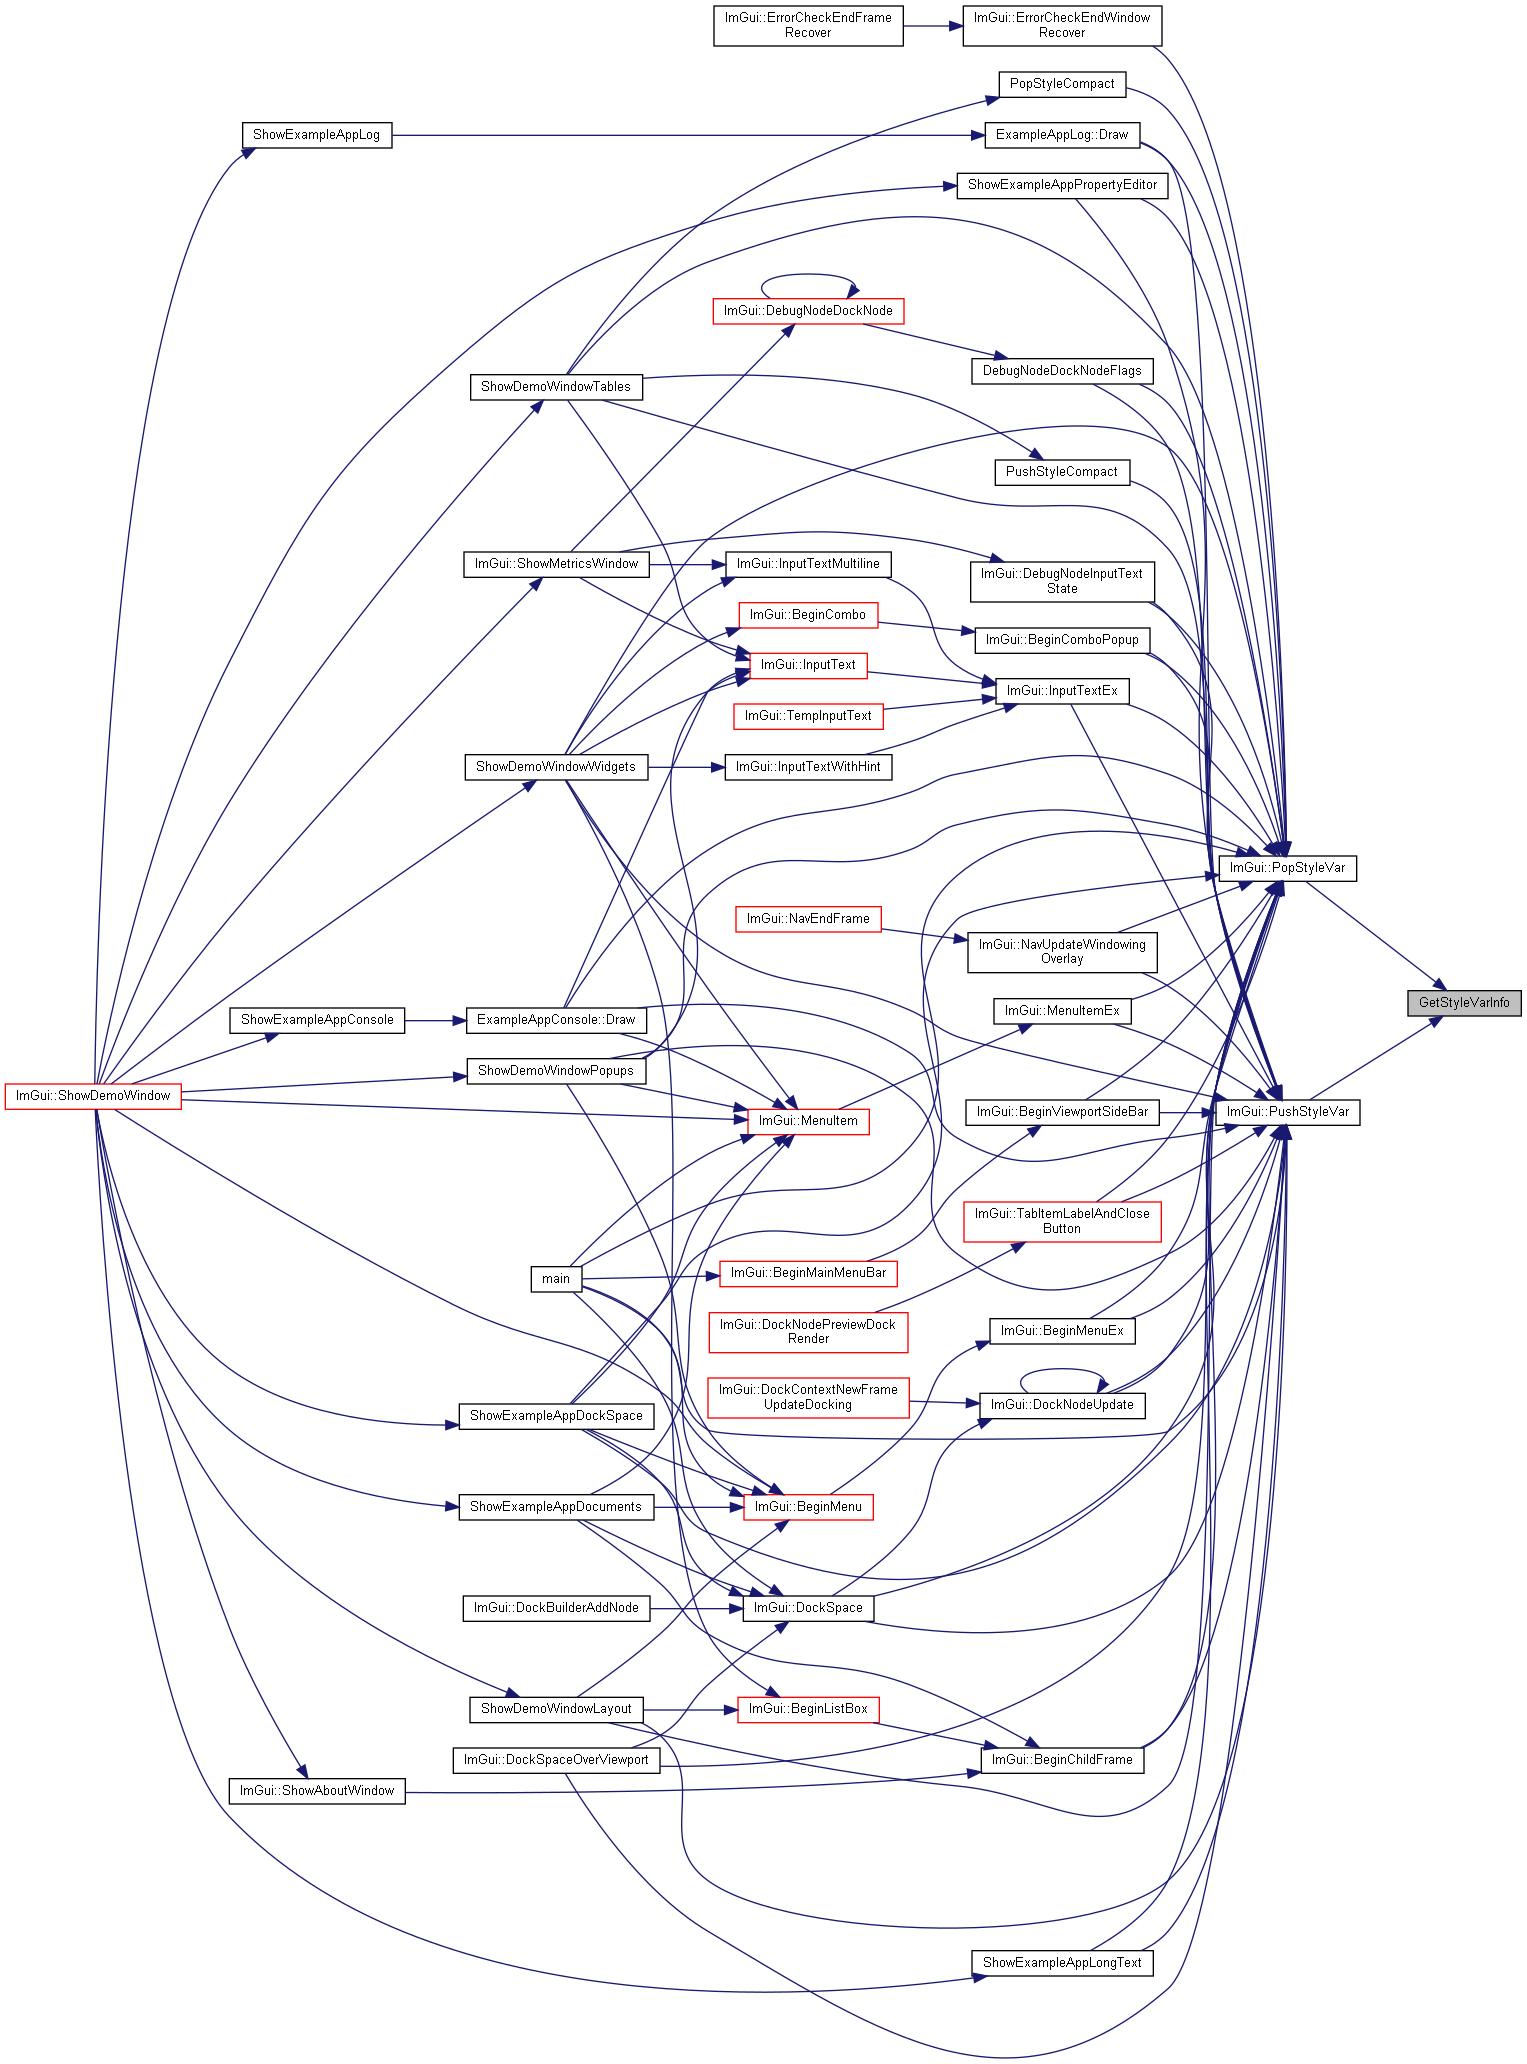 ImGui::ErrorCheckEndFrame
Recover
ImGui::ErrorCheckEndWindow
Recover
PopStyleCompact
ShowExampleAppLog
ExampleAppLog::Draw
ShowExampleAppPropertyEditor
ImGui::DebugNodeDockNode
DebugNodeDockNodeFlags
ShowDemoWindowTables
PushStyleCompact
ImGui::ShowMetricsWindow
ImGui::InputTextMultiline
ImGui::DebugNodeInputText
State
ImGui::BeginCombo
ImGui::BeginComboPopup
ImGui::InputText
ImGui::InputTextEx
ImGui::TempInputText
ShowDemoWindowWidgets
ImGui::InputTextWithHint
ImGui::PopStyleVar
ImGui::NavEndFrame
ImGui::NavUpdateWindowing
Overlay
GetStyleVarInfo
ShowExampleAppConsole
ExampleAppConsole::Draw
ImGui::MenuItemEx
ShowDemoWindowPopups
ImGui::ShowDemoWindow
ImGui::MenuItem
ImGui::BeginViewportSideBar
ImGui::PushStyleVar
ImGui::TabItemLabelAndClose
Button
main
ImGui::BeginMainMenuBar
ImGui::DockNodePreviewDock
Render
ImGui::BeginMenuEx
ImGui::DockContextNewFrame
UpdateDocking
ImGui::DockNodeUpdate
ShowExampleAppDockSpace
ShowExampleAppDocuments
ImGui::BeginMenu
ImGui::DockBuilderAddNode
ImGui::DockSpace
ShowDemoWindowLayout
ImGui::BeginListBox
ImGui::DockSpaceOverViewport
ImGui::BeginChildFrame
ImGui::ShowAboutWindow
ShowExampleAppLongText